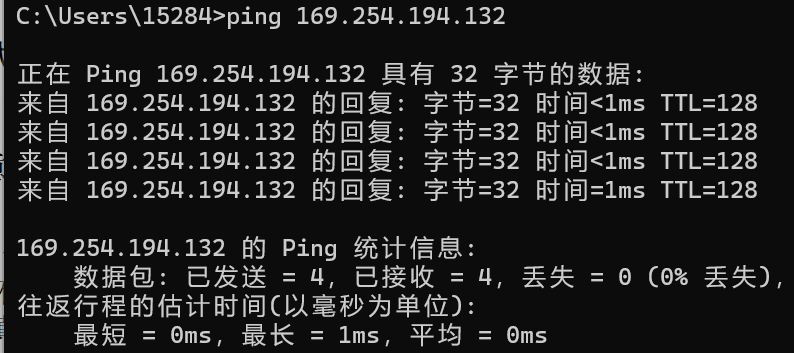 C:\Users\15284>ping 169.254.194.132
正在 Ping 169.254.194.132 具有 32 字节的数据:
来自 169.254.194.132 的回复: 字节=32 时间<1ms TTL=128
来自 169.254.194.132 的回复: 字节=32 时间<1ms TTL=128
来自 169.254.194.132 的回复: 字节=32 时间<1ms TTL=128
来自 169.254.194.132 的回复: 字节=32 时间=1ms TTL=128
169.254.194.132 的 Ping 统计信息:
数据包: 已发送 = 4, 已接收 = 4, 丢失 = 0 (0% 丢失),
往返行程的估计时间(以毫秒为单位):
最短 = 0ms, 最长 = 1ms, 平均 = 0ms